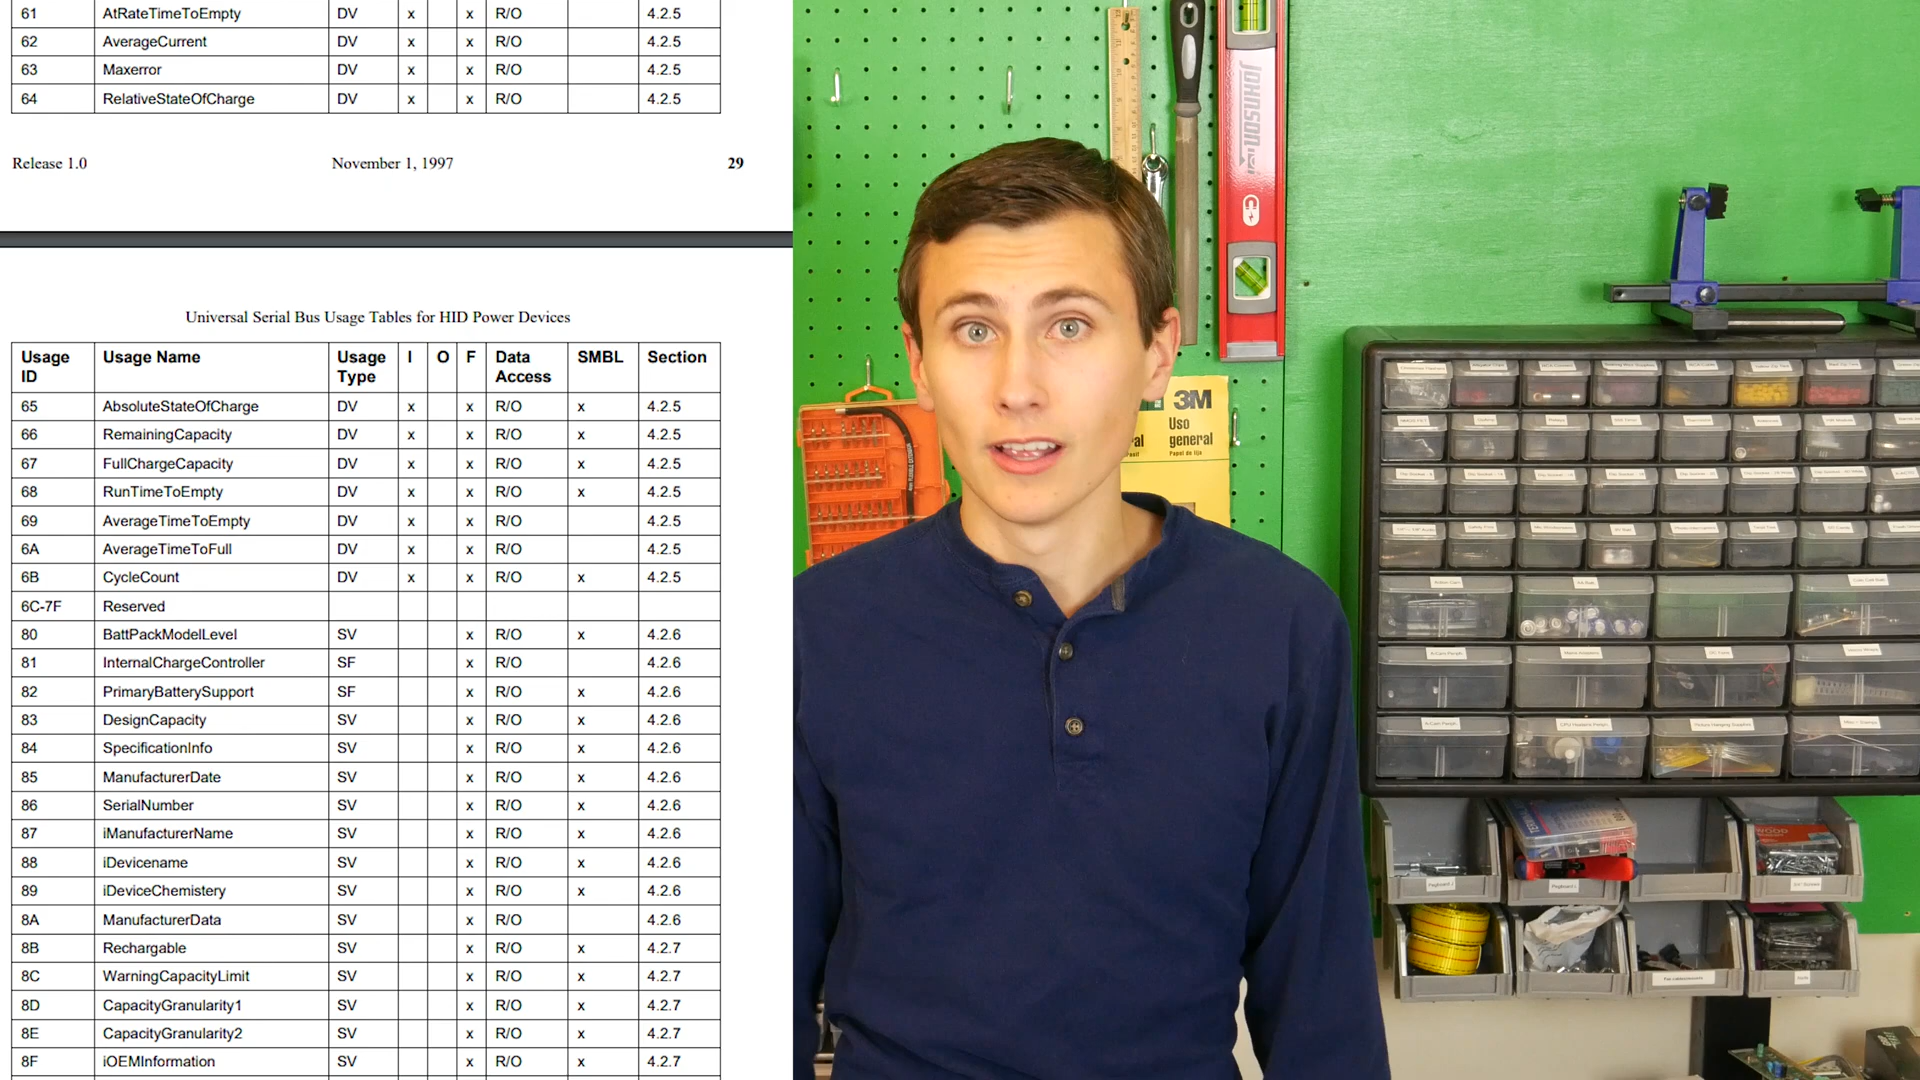 61 AtRateTimeToEmpty DV x x R/O 4.2.5
62 AverageCurrent DV x x R/O 4.2.5
63 Maxerror DV x x R/O 4.2.5
64 RelativeStateOfCharge DV x x R/O 4.2.5
Release 1.0 November 1, 1997 29
Universal Serial Bus Usage Tables for HID Power Devices
Usage ID Usage Name Usage Type I O F Data Access SMBL Section
65 AbsoluteStateOfCharge DV x x R/O x 4.2.5
66 RemainingCapacity DV x x R/O x 4.2.5
67 FullChargeCapacity DV x x R/O x 4.2.5
68 RunTimeToEmpty DV x x R/O x 4.2.5
69 AverageTimeToEmpty DV x x R/O 4.2.5
6A AverageTimeToFull DV x x R/O 4.2.5
6B CycleCount DV x x R/O x 4.2.5
6C-7F Reserved
80 BattPackModelLevel SV x R/O x 4.2.6
81 InternalChargeController SF x R/O 4.2.6
82 PrimaryBatterySupport SF x R/O x 4.2.6
83 DesignCapacity SV x R/O x 4.2.6
84 SpecificationInfo SV x R/O x 4.2.6
85 ManufacturerDate SV x R/O x 4.2.6
86 SerialNumber SV x R/O x 4.2.6
87 iManufacturerName SV x R/O x 4.2.6
88 iDevicename SV x R/O x 4.2.6
89 iDeviceChemistery SV x R/O x 4.2.6
8A ManufacturerData SV x R/O 4.2.6
8B Rechargable SV x R/O x 4.2.7
8C WarningCapacityLimit SV x R/O x 4.2.7
8D CapacityGranularity1 SV x R/O x 4.2.7
8E CapacityGranularity2 SV x R/O x 4.2.7
8F iOEMInformation SV x R/O x 4.2.7
JOHNSON
3M
Uso
general
Papel de lija